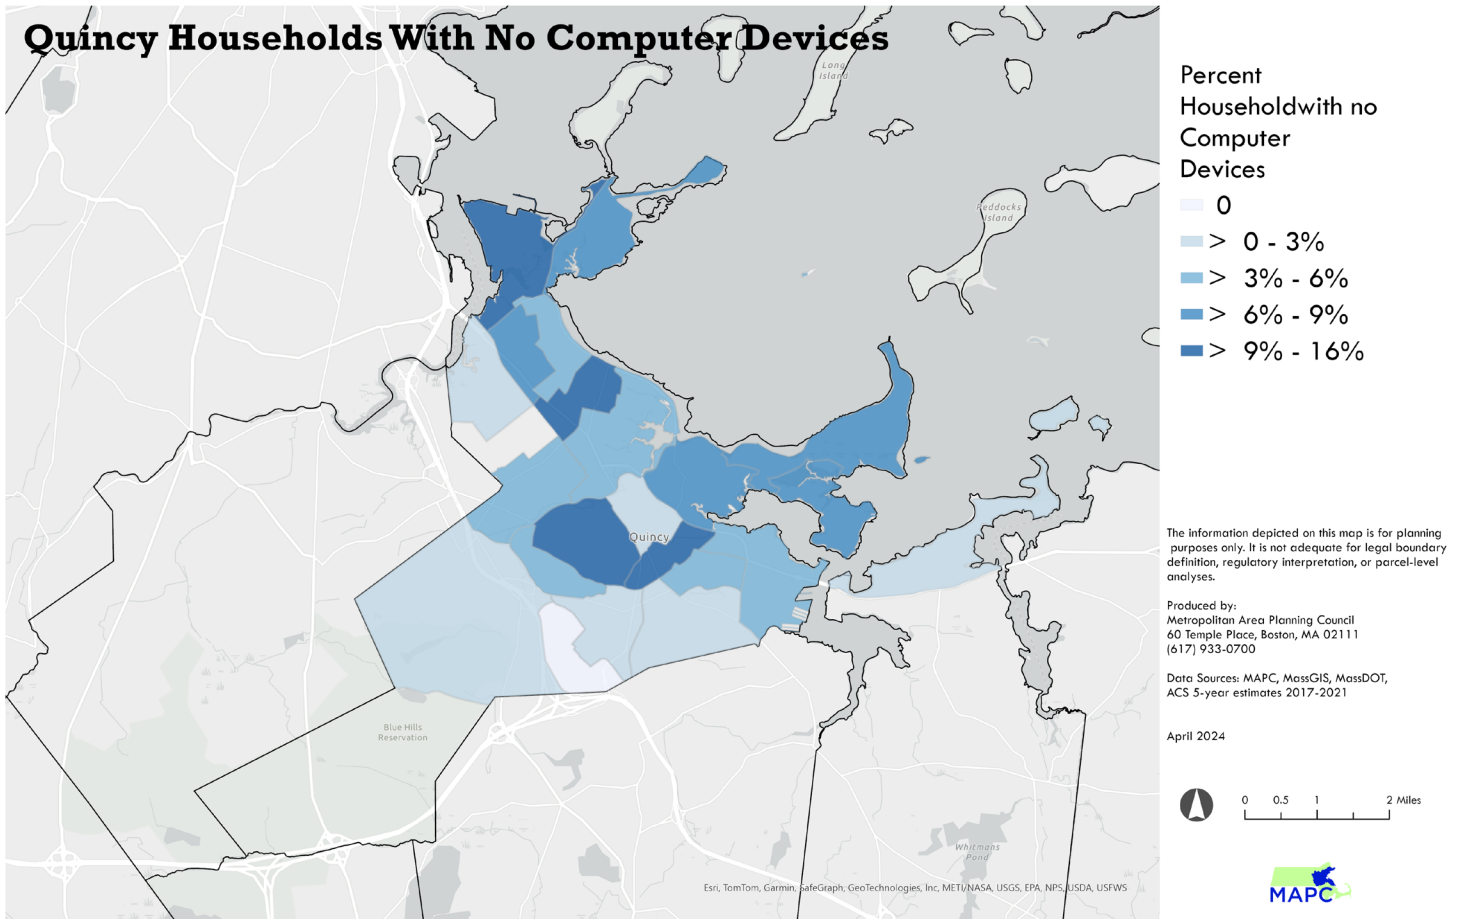 Quincy Households With No Computer Devices
Long
Island
Peddocks
Island
Quincy
Blue Hills
Reservation
Whitmans
Pond
Esri, TomTom, Garmin, SafeGraph, GeoTechnologies, Inc, METI/NASA, USGS, EPA, NPS, USDA, USFWS
Percent
Householdwith no
Computer
Devices
0
> 0 - 3%
> 3% - 6%
> 6% - 9%
> 9% - 16%
The information depicted on this map is for planning
purposes only. It is not adequate for legal boundary
definition, regulatory interpretation, or parcel-level
analyses.
Produced by:
Metropolitan Area Planning Council
60 Temple Place, Boston, MA 02111
(617) 933-0700
Data Sources: MAPC, MassGIS, MassDOT,
ACS 5-year estimates 2017-2021
April 2024
0 0.5 1 2 Miles
MAPC